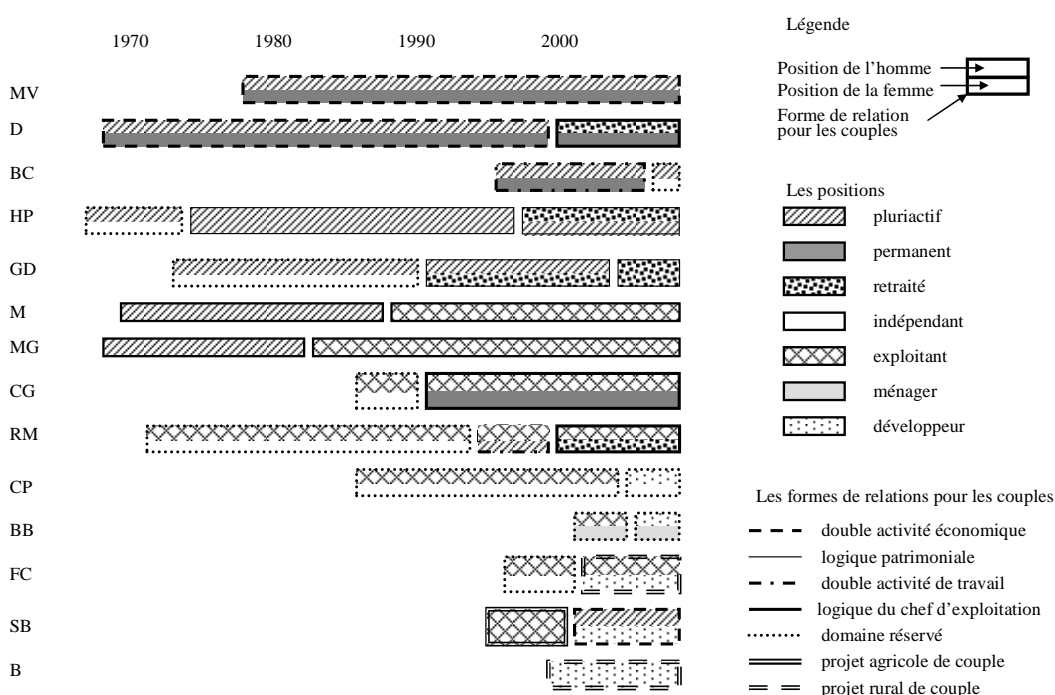 1970 1980 1990 2000
MV
D
BC
HP
GD
M
MG
CG
RM
CP
BB
FC
SB
B
Légende
Position de l'homme
Position de la femme
Forme de relation
pour les couples
Les positions
pluriactif
permanent
retraité
indépendant
exploitant
ménager
développeur
Les formes de relations pour les couples
double activité économique
logique patrimoniale
double activité de travail
logique du chef d'exploitation
domaine réservé
projet agricole de couple
projet rural de couple